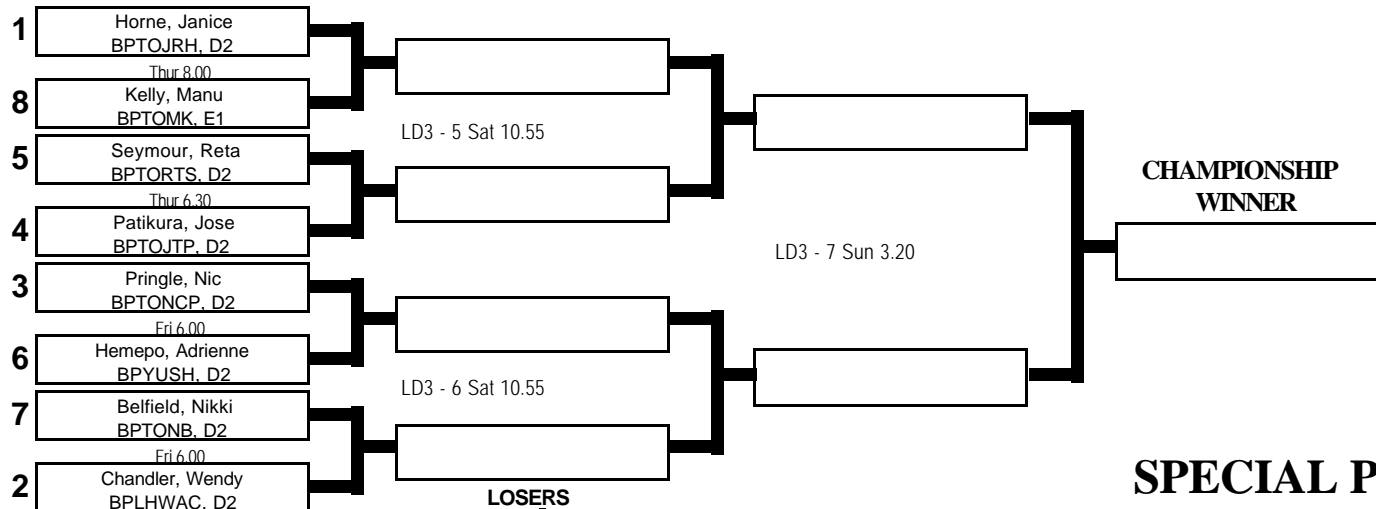 1
Horne, Janice
BPTOJRH, D2
Thur 8.00
8
Kelly, Manu
BPTOMK, E1
LD3 - 5 Sat 10.55
5
Seymour, Reta
BPTORTS, D2
Thur 6.30
4
Patikura, Jose
BPTOJTP, D2
CHAMPIONSHIP
WINNER
LD3 - 7 Sun 3.20
3
Pringle, Nic
BPTONCP, D2
Fri 6.00
6
Hemepo, Adrienne
BPYUSH, D2
LD3 - 6 Sat 10.55
7
Belfield, Nikki
BPTONB, D2
Fri 6.00
2
Chandler, Wendy
BPLHWAC, D2
LOSERS
SPECIAL P